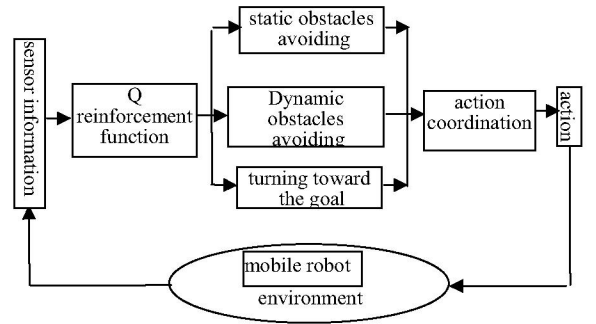 sensor information
Q
reinforcement
function
static obstacles
avoiding
Dynamic
obstacles
avoiding
turning toward
the goal
action
coordination
action
mobile robot
environment